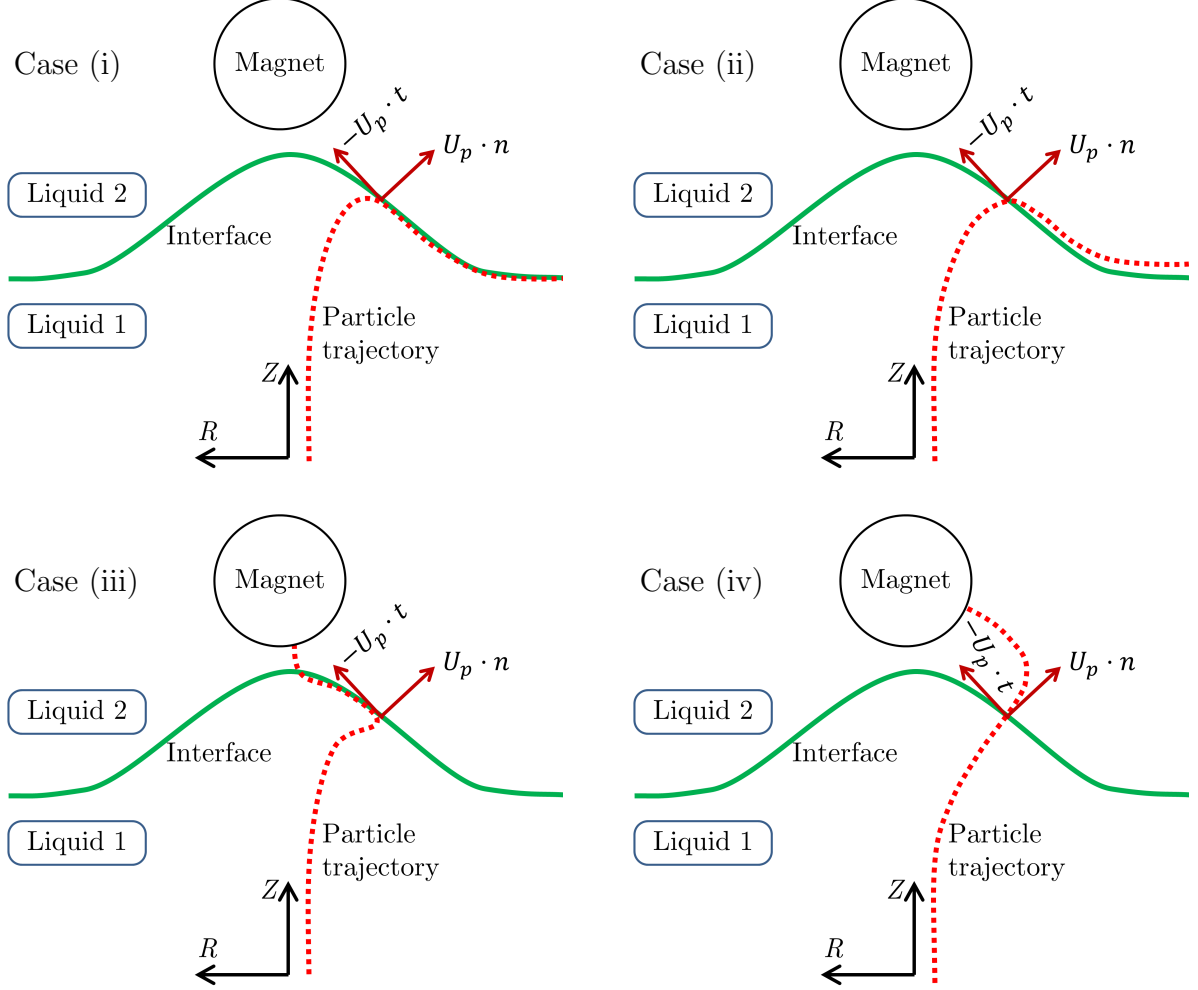 Case (i)
Magnet
−U_p · t
U_p · n
Liquid 2
Interface
Liquid 1
Particle
trajectory
Z
R
Case (ii)
Magnet
−U_p · t
U_p · n
Liquid 2
Interface
Liquid 1
Particle
trajectory
Z
R
Case (iii)
Magnet
−U_p · t
U_p · n
Liquid 2
Interface
Liquid 1
Particle
trajectory
Z
R
Case (iv)
Magnet
−U_p · t
U_p · n
Liquid 2
Interface
Liquid 1
Particle
trajectory
Z
R